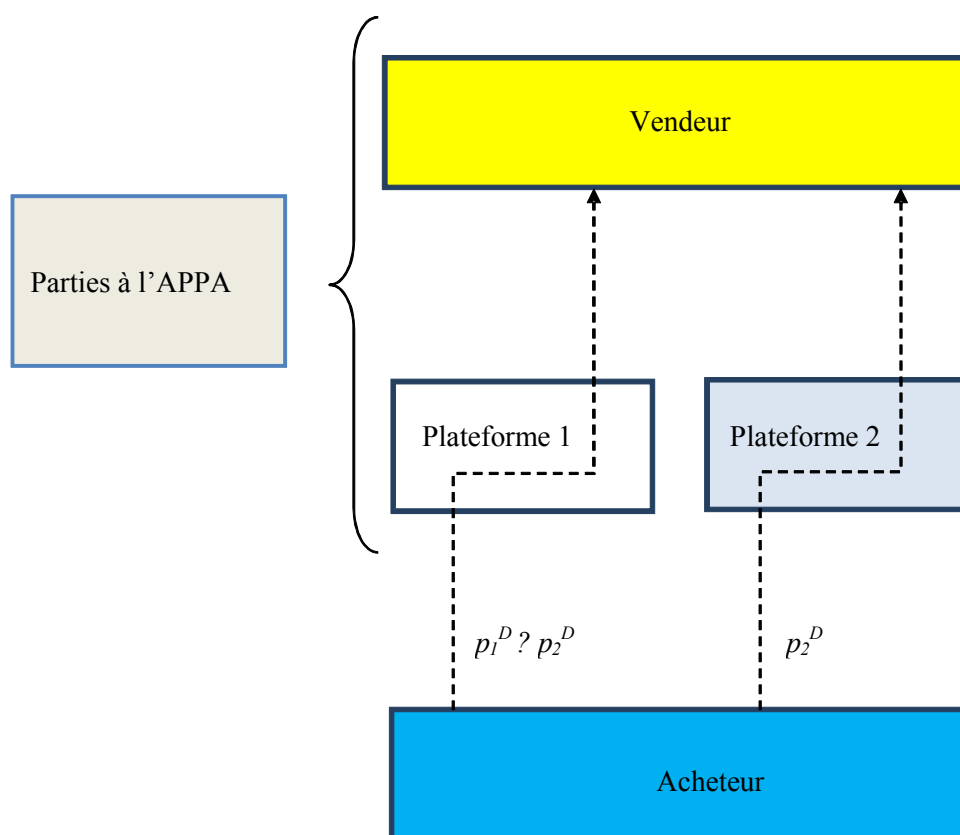 Vendeur
Parties à l’APPA
Plateforme 1
Plateforme 2
p₁ᴰ ? p₂ᴰ
p₂ᴰ
Acheteur